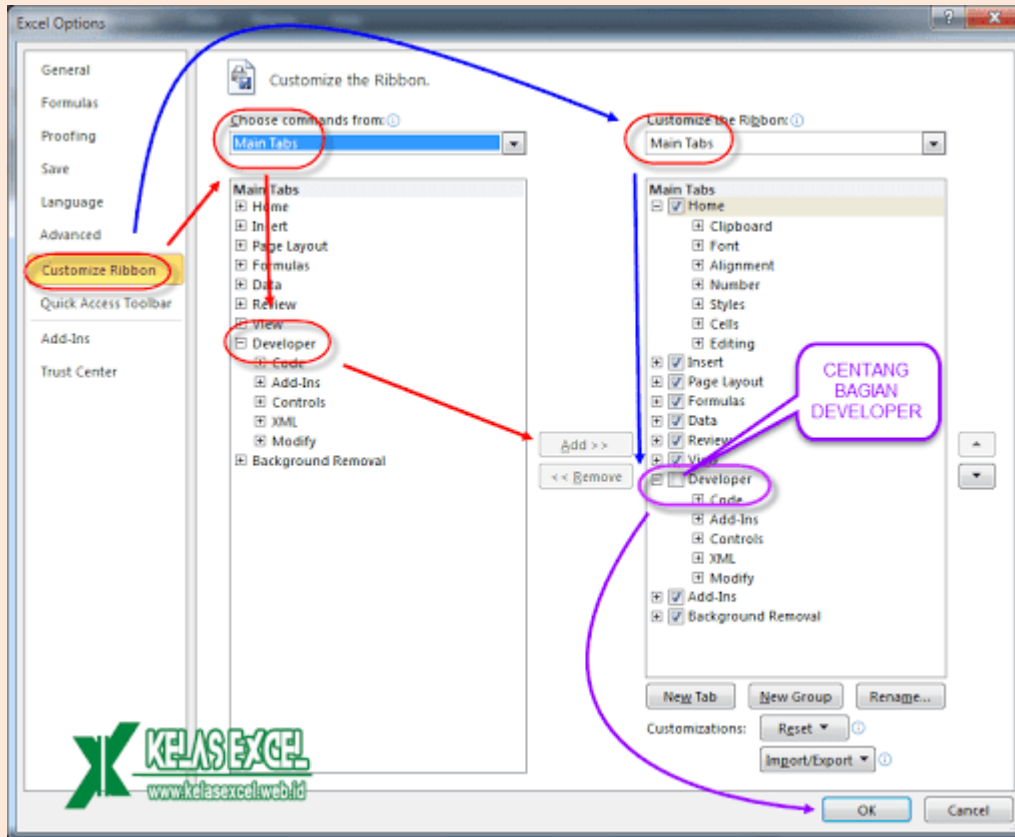 Excel Options
General
Formulas
Proofing
Save
Language
Advanced
Customize Ribbon
Quick Access Toolbar
Add-Ins
Trust Center
Customize the Ribbon.
Choose commands from:
Main Tabs
Main Tabs
Home
Insert
Page Layout
Formulas
Data
Review
View
Developer
Code
Add-Ins
Controls
XML
Modify
Background Removal
Add >>
<< Remove
Customize the Ribbon:
Main Tabs
Main Tabs
Home
Clipboard
Font
Alignment
Number
Styles
Cells
Editing
Insert
Page Layout
Formulas
Data
Review
View
Developer
Code
Add-Ins
Controls
XML
Modify
Add-Ins
Background Removal
CENTANG
BAGIAN
DEVELOPER
New Tab
New Group
Rename...
Customizations:
Reset
Import/Export
OK
Cancel
KELAS EXCEL
www.kelasexcel.web.id